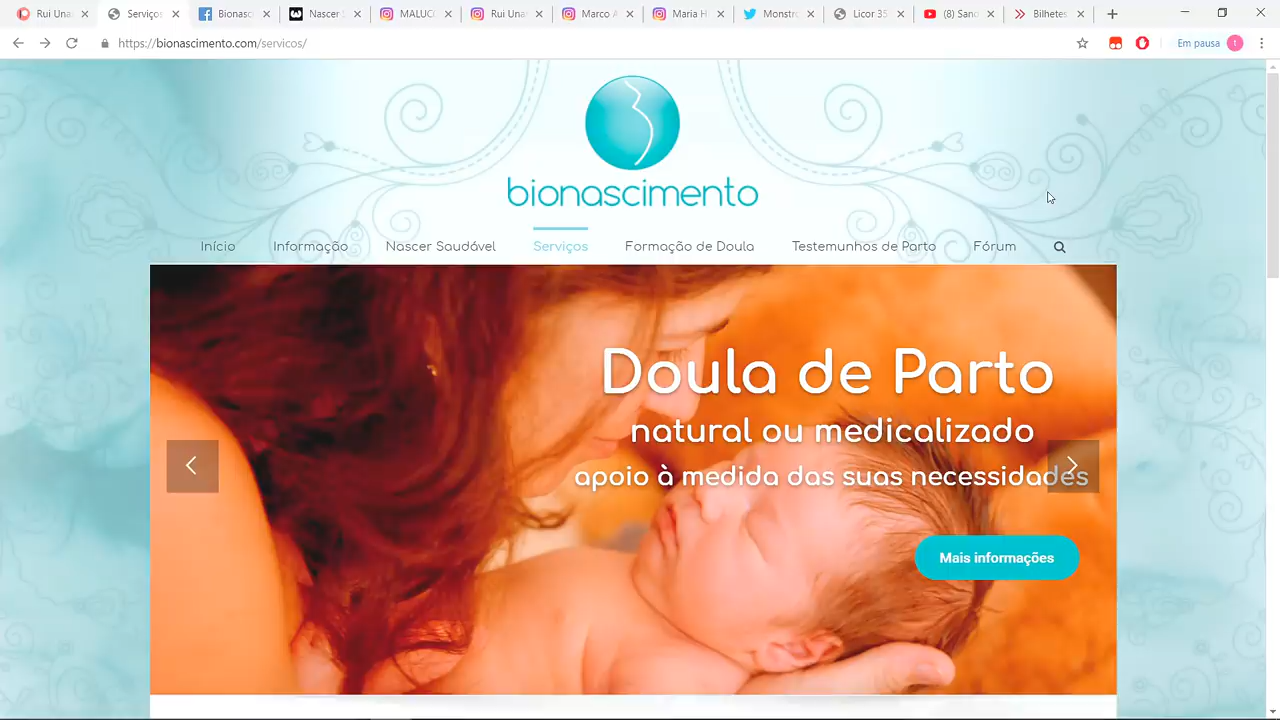 Rui Una
Serviços
Bionasc
Nascer
MALUC
Rui Una
Marco A
Maria H
Monstro
Licor 35
(8) Sand
Bilhetes
https://bionascimento.com/servicos/
Em pausa
bionascimento
Início Informação Nascer Saudável Serviços Formação de Doula Testemunhos de Parto Fórum
Doula de Parto
natural ou medicalizado
apoio à medida das suas necessidades
Mais informações